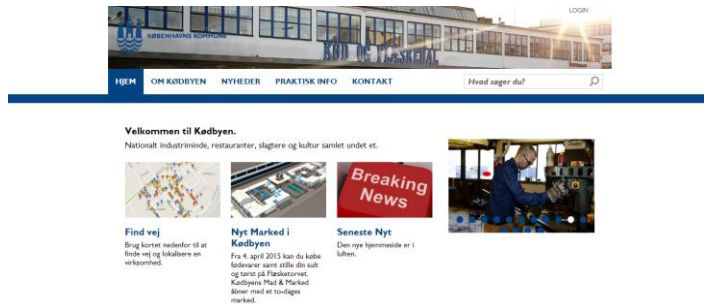 LOGIN
KØBENHAVNS KOMMUNE
KØD OG FLÆSKEHAL
HJEM OM KØDBYEN NYHEDER PRAKTISK INFO KONTAKT
Hvad søger du?
Velkommen til Kødbyen.
Nationalt industriminde, restauranter, slagtere og kultur samlet undet et.
Breaking
News
Find vej
Brug kortet nedenfor til at
finde vej og lokalisere en
virksomhed.
Nyt Marked i
Kødbyen
Fra 4. april 2015 kan du købe
fødevarer samt stille din sult
og tørst på Flæsketorvet.
Kødbyens Mad & Marked
åbner med et to-dages
marked.
Seneste Nyt
Den nye hjemmeside er i
luften.